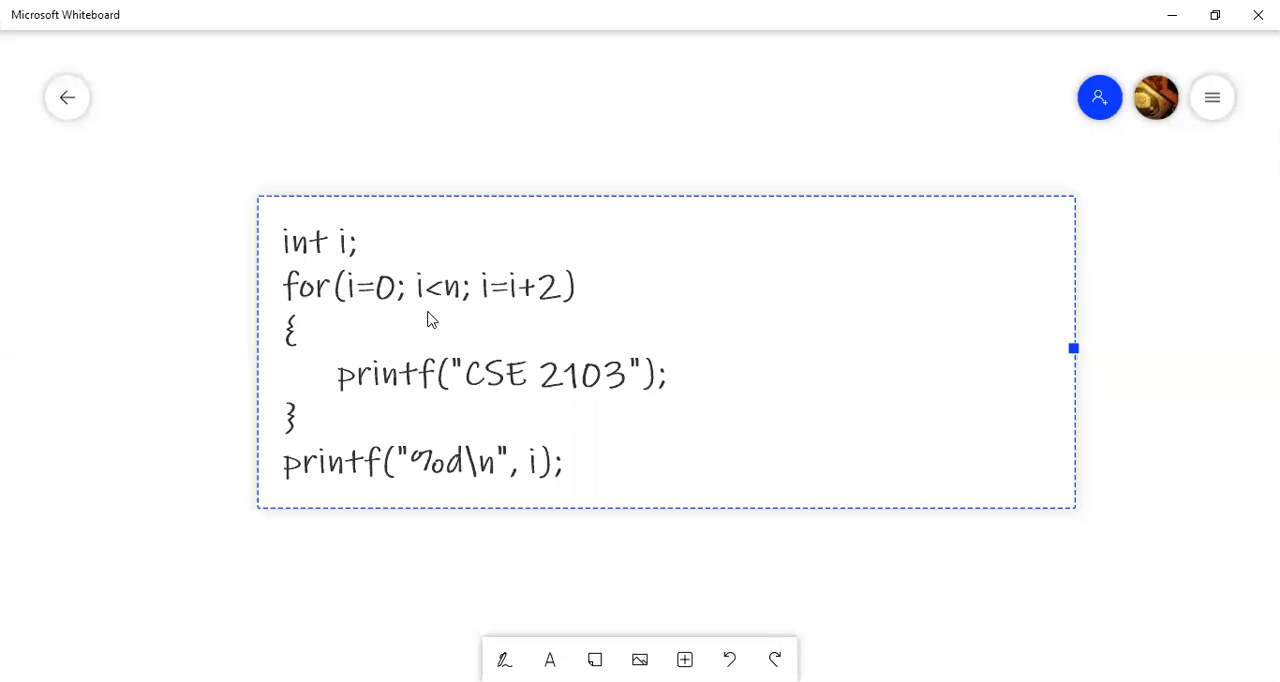 Microsoft Whiteboard
int i;
for(i=0; i<n; i=i+2)
{
printf("CSE 2103");
}
printf("%d\n", i);